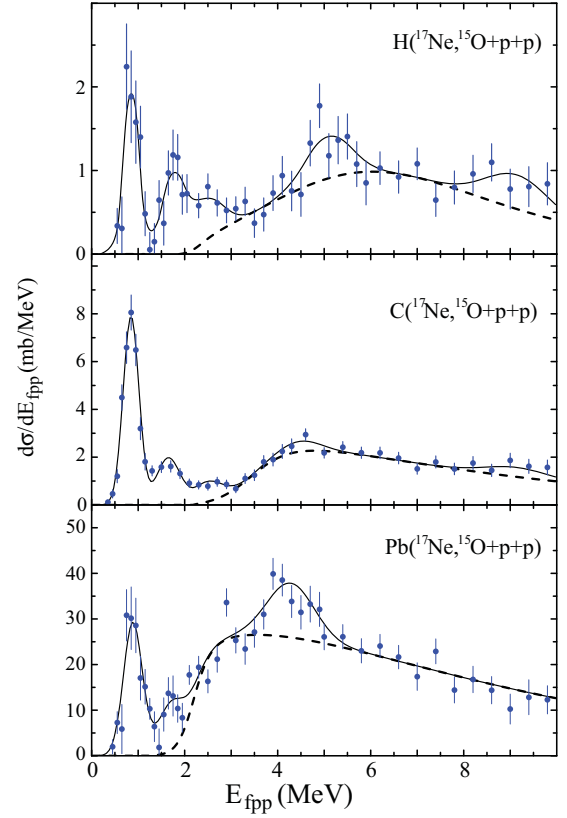 H(¹⁷Ne,¹⁵O+p+p)
2
1
0
C(¹⁷Ne,¹⁵O+p+p)
8
6
4
2
0
dσ/dE_fpp (mb/MeV)
Pb(¹⁷Ne,¹⁵O+p+p)
50
40
30
20
10
0
0 2 4 6 8
E_fpp (MeV)